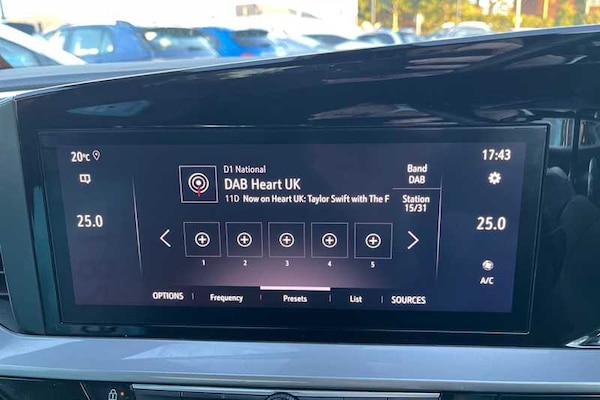 20°C
D1 National
Band
17:43
DAB Heart UK
DAB
11D Now on Heart UK: Taylor Swift with The F
Station
15/31
25.0
25.0
1 2 3 4 5
A/C
OPTIONS Frequency Presets List SOURCES